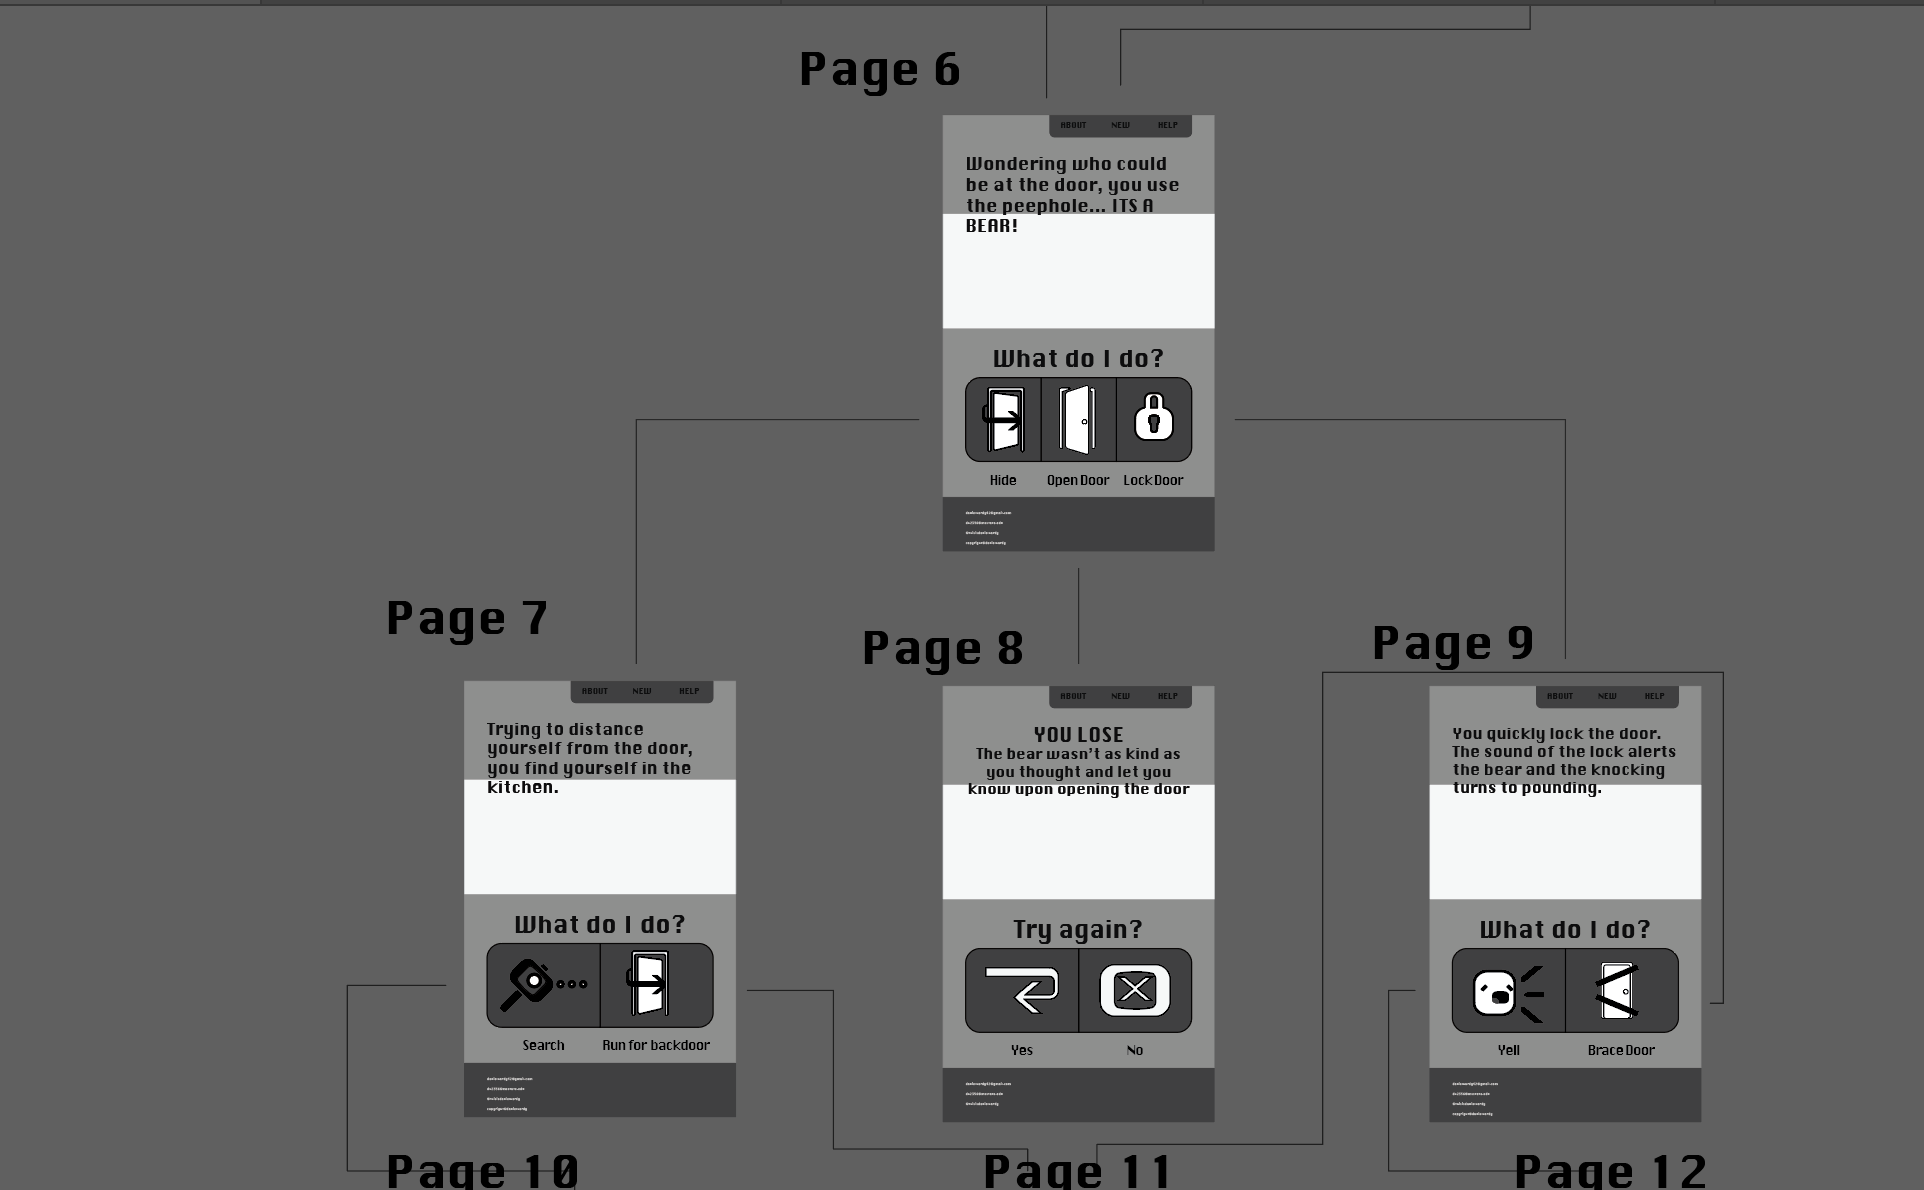 Page 6
ABOUT NEW HELP
Wondering who could
be at the door, you use
the peephole... ITS A
BEAR!
What do I do?
Hide Open Door Lock Door
Page 7
ABOUT NEW HELP
Trying to distance
yourself from the door,
you find yourself in the
kitchen.
What do I do?
Search Run for backdoor
Page 8
ABOUT NEW HELP
YOU LOSE
The bear wasn't as kind as
you thought and let you
know upon opening the door
Try again?
Yes No
Page 9
ABOUT NEW HELP
You quickly lock the door.
The sound of the lock alerts
the bear and the knocking
turns to pounding.
What do I do?
Yell Brace Door
Page 10
Page 11
Page 12